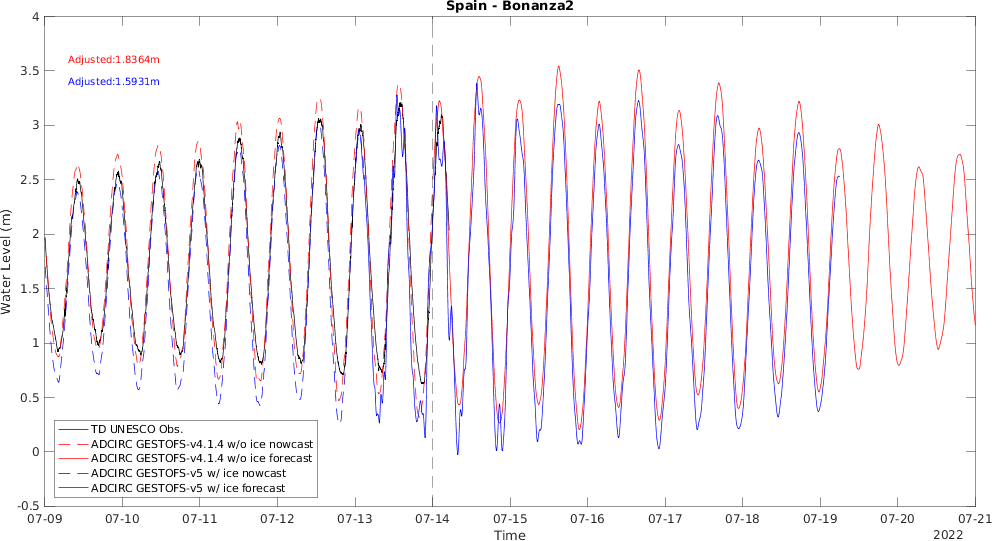 Spain - Bonanza2
4
3.5
3
2.5
2
1.5
1
0.5
0
-0.5
Water Level (m)
Adjusted:1.8364m
Adjusted:1.5931m
TD UNESCO Obs.
ADCIRC GESTOFS-v4.1.4 w/o ice nowcast
ADCIRC GESTOFS-v4.1.4 w/o ice forecast
ADCIRC GESTOFS-v5 w/ ice nowcast
ADCIRC GESTOFS-v5 w/ ice forecast
07-09 07-10 07-11 07-12 07-13 07-14 07-15 07-16 07-17 07-18 07-19 07-20 07-21
Time
2022